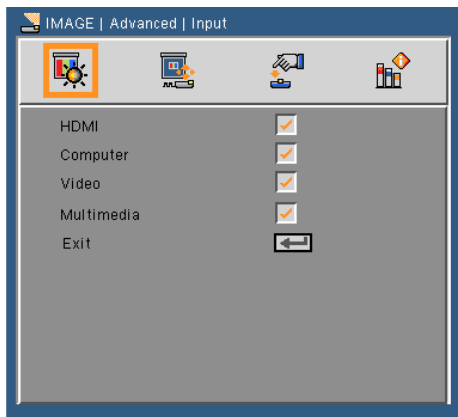 IMAGE | Advanced | Input
HDMI
Computer
Video
Multimedia
Exit